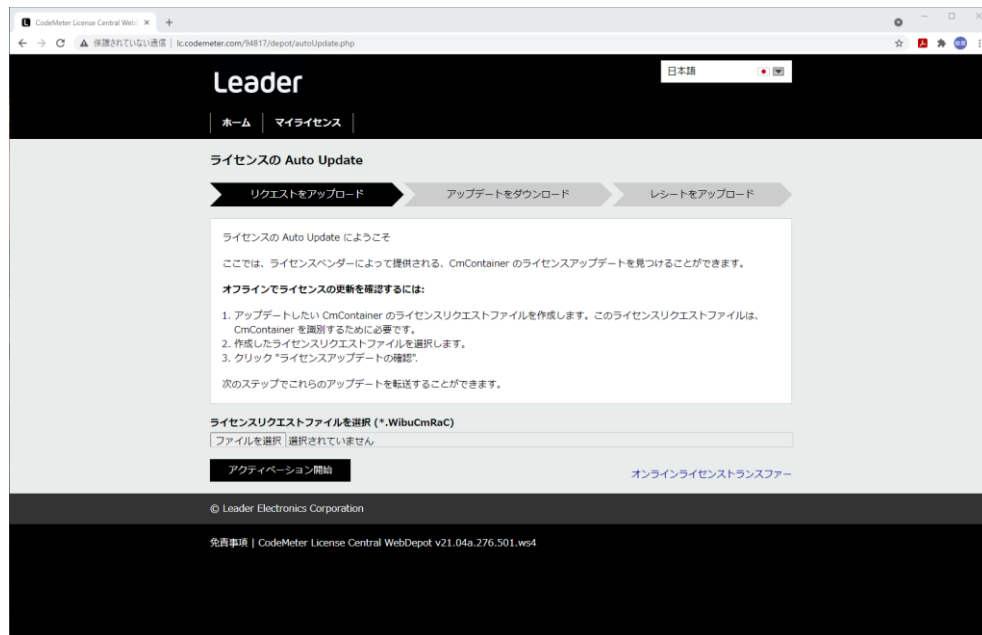 CodeMeter License Central Web
保護されていない通信 | lc.codemeter.com/94817/depot/autoUpdate.php
Leader
日本語
ホーム マイライセンス
ライセンスの Auto Update
リクエストをアップロード アップデートをダウンロード レシートをアップロード
ライセンスの Auto Update にようこそ
ここでは、ライセンスベンダーによって提供される、CmContainer のライセンスアップデートを見つけることができます。
オフラインでライセンスの更新を確認するには:
1. アップデートしたい CmContainer のライセンスリクエストファイルを作成します。このライセンスリクエストファイルは、
CmContainer を識別するために必要です。
2. 作成したライセンスリクエストファイルを選択します。
3. クリック "ライセンスアップデートの確認".
次のステップでこれらのアップデートを転送することができます。
ライセンスリクエストファイルを選択 (*.WibuCmRaC)
ファイルを選択 選択されていません
アクティベーション開始
オンラインライセンストランスファー
© Leader Electronics Corporation
免責事項 | CodeMeter License Central WebDepot v21.04a.276.501.ws4